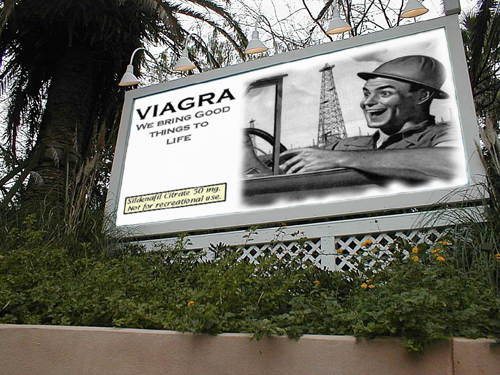 VIAGRA
WE BRING GOOD
THINGS TO
LIFE
Sildenafil Citrate 50 mg.
Not for recreational use.